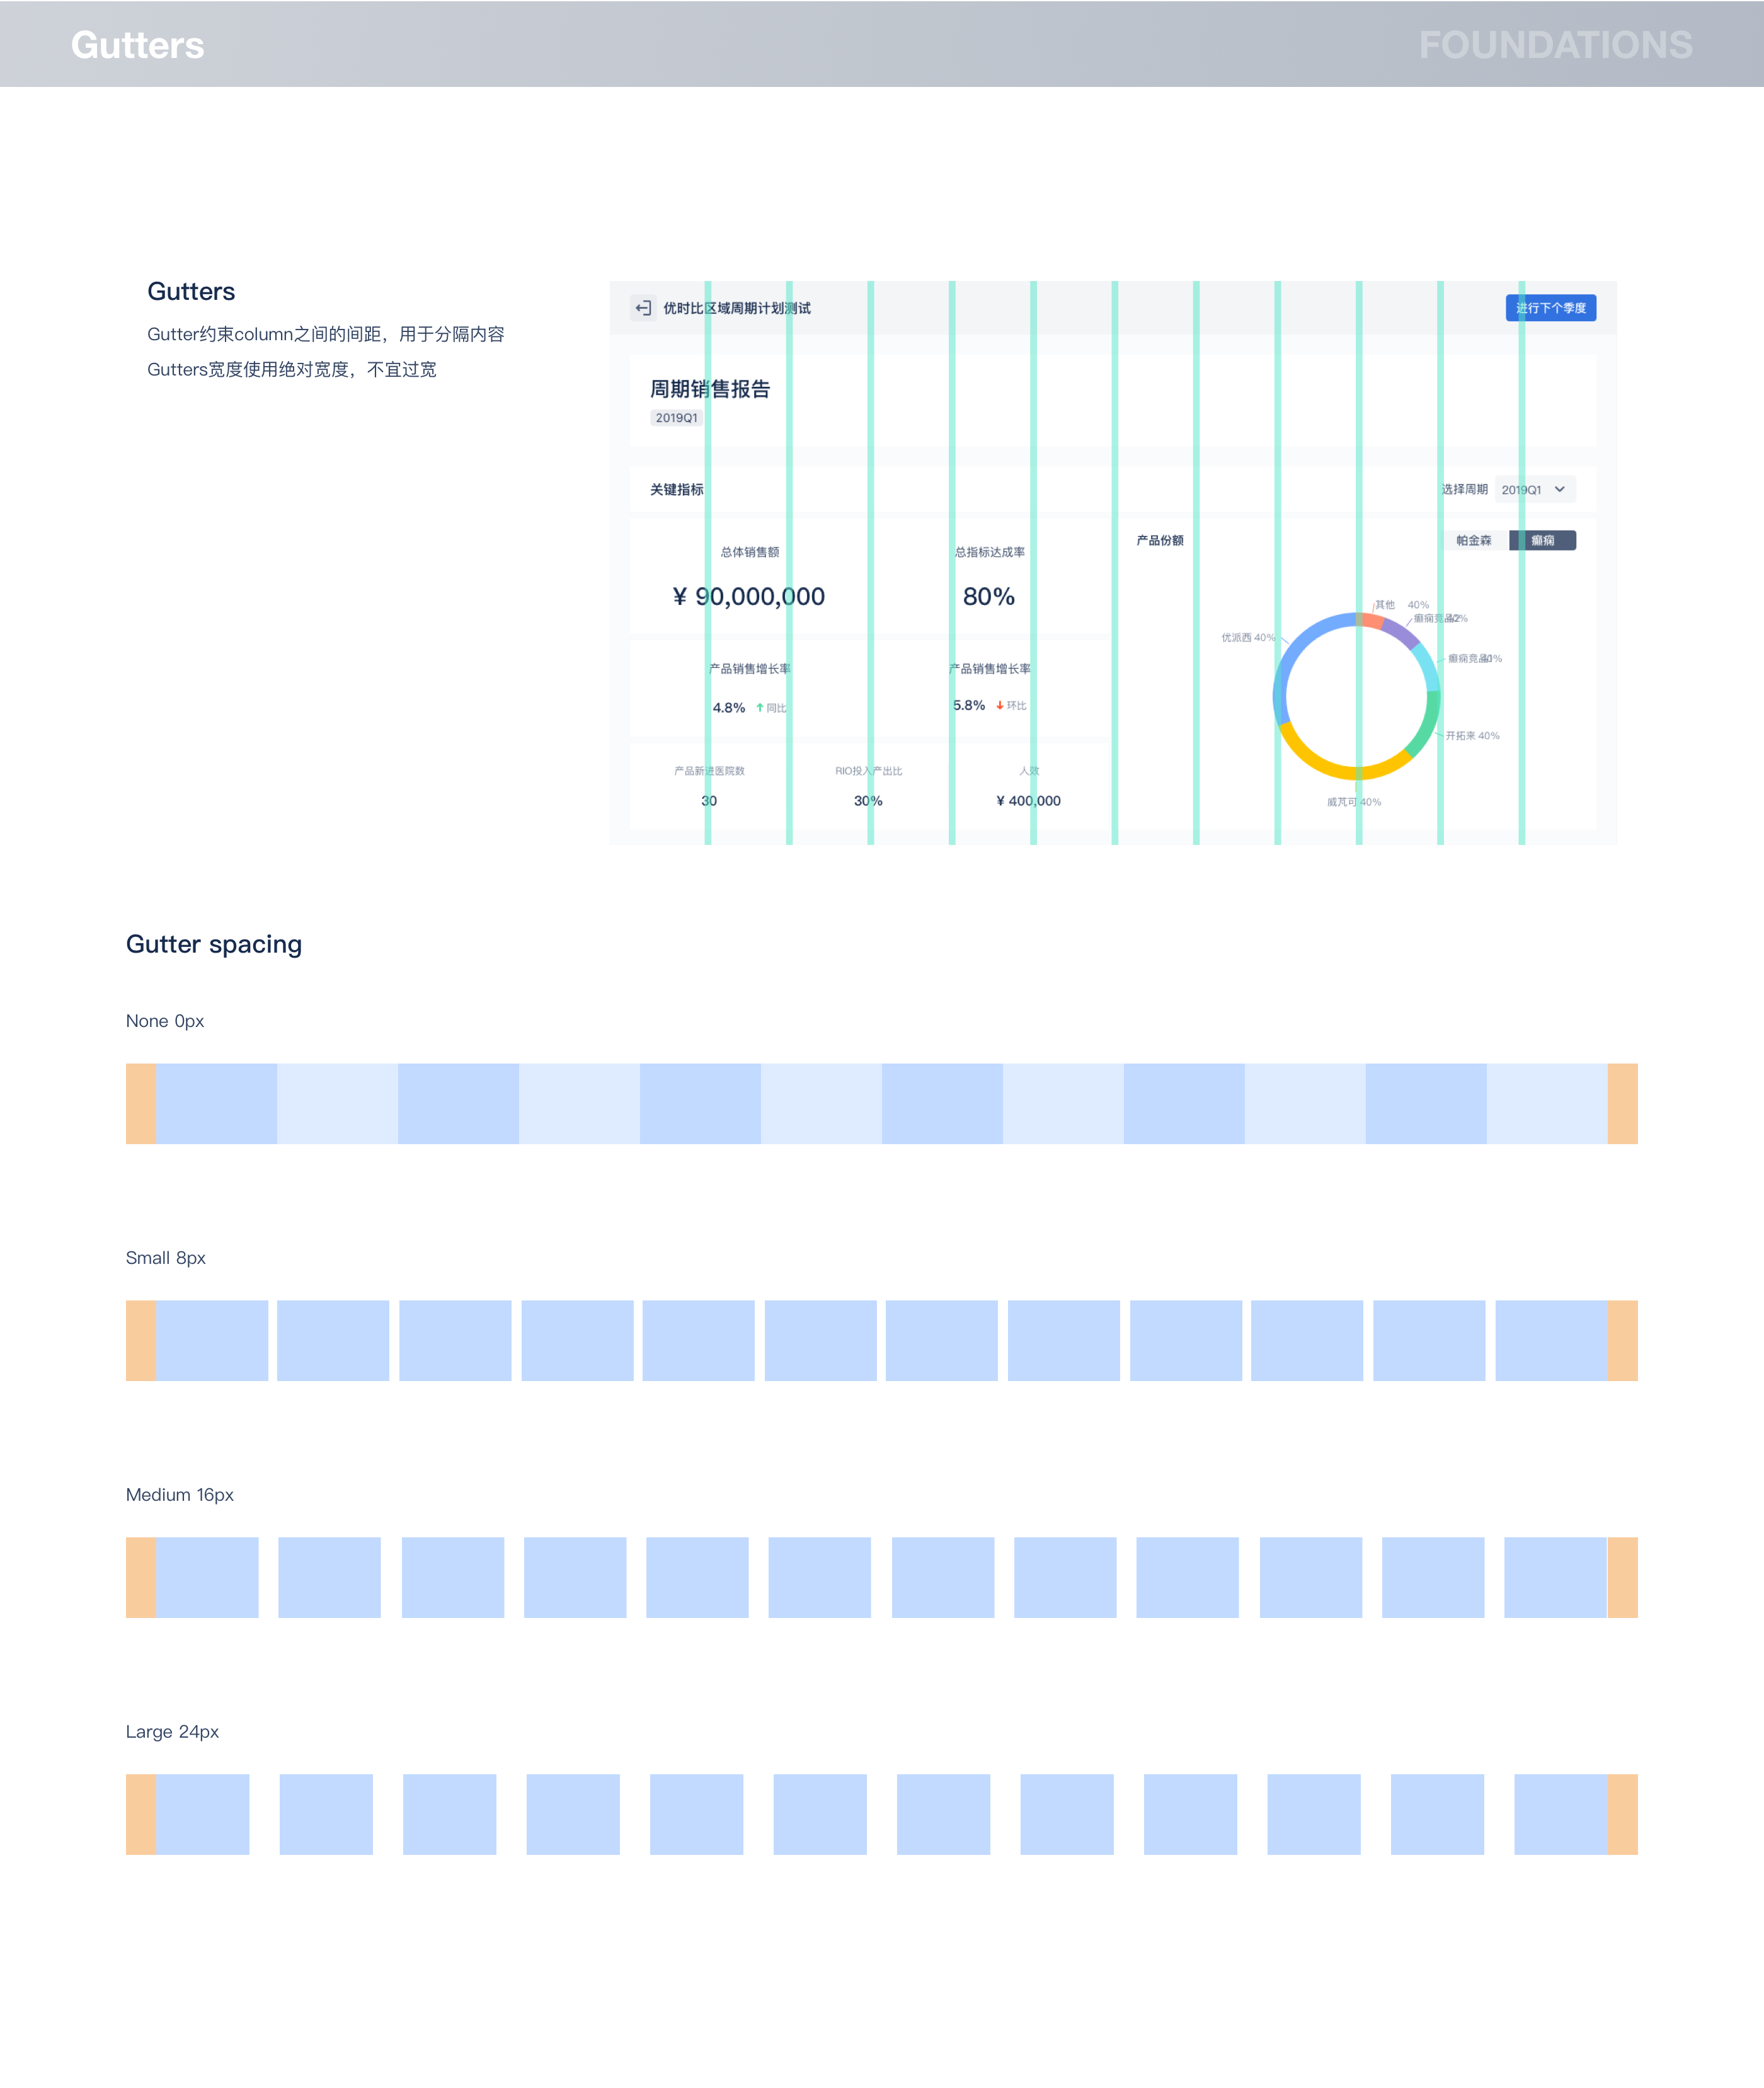 Gutters
FOUNDATIONS
Gutters
Gutter约束column之间的间距，用于分隔内容
Gutters宽度使用绝对宽度，不宜过宽
优时比区域周期计划测试
进行下个季度
周期销售报告
2019Q1
关键指标
选择周期 2019Q1
总体销售额
¥ 90,000,000
总指标达成率
80%
产品销售增长率
4.8% 同比
产品销售增长率
5.8% 环比
产品新进医院数
30
RIO投入产出比
30%
人效
¥ 400,000
产品份额
帕金森
癫痫
其他 40%
癫痫竞品
癫痫竞品
优派西 40%
开拓来 40%
威芃可 40%
Gutter spacing
None 0px
Small 8px
Medium 16px
Large 24px